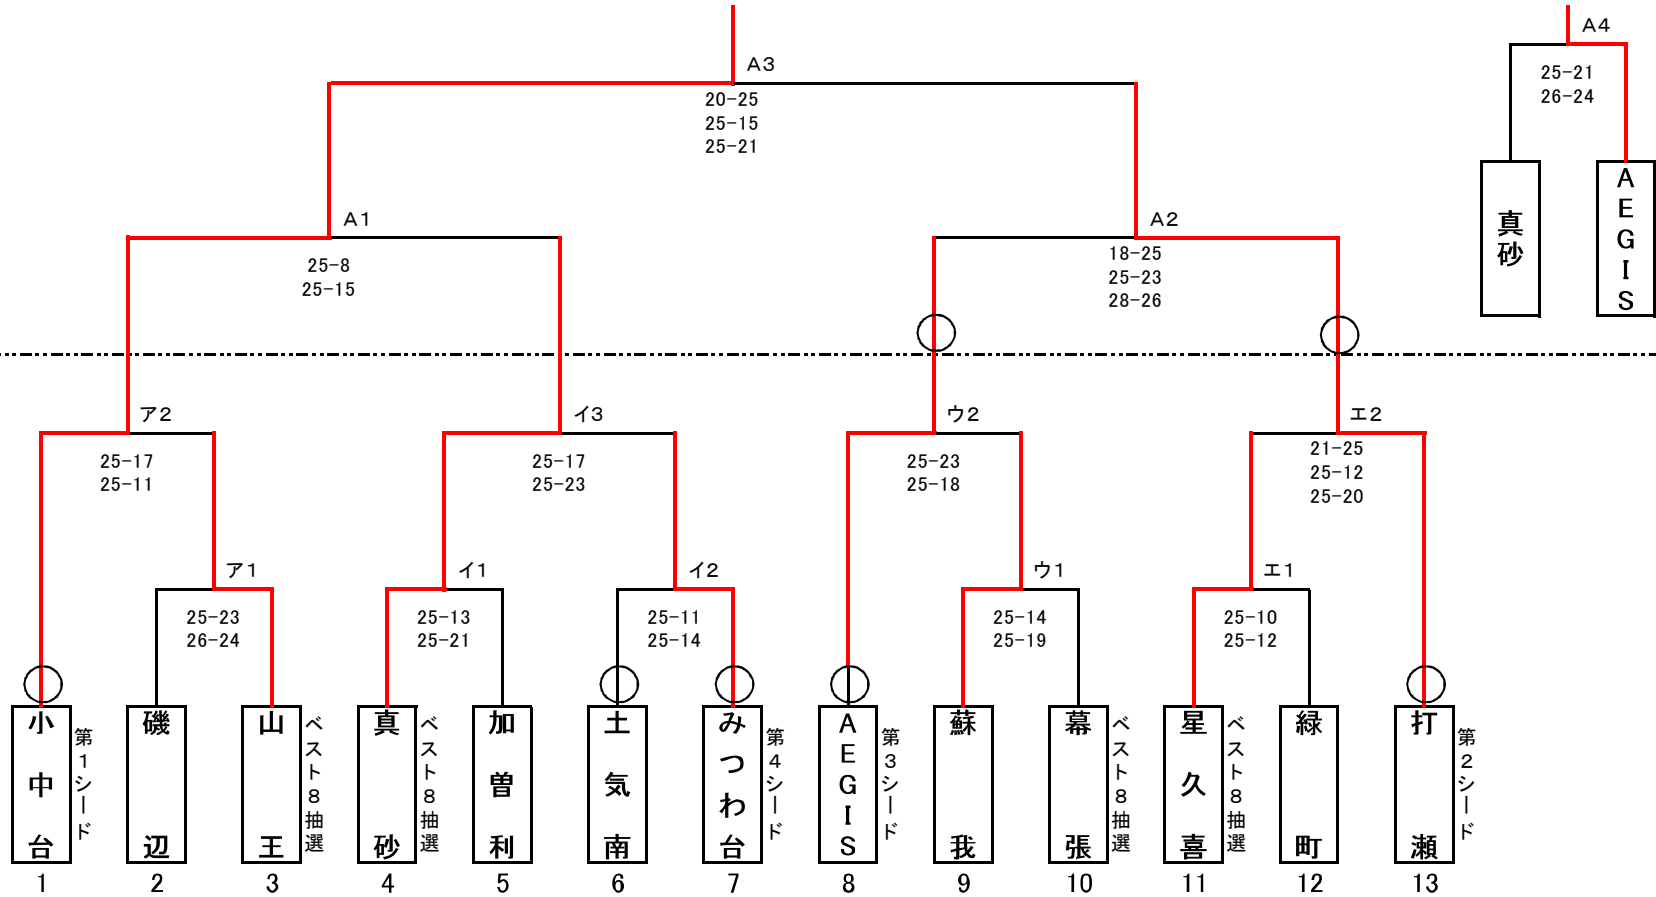 A3
20-25
25-15
25-21
A4
25-21
26-24
真砂
AEGIS
A1
25-8
25-15
A2
18-25
25-23
28-26
ア2
25-17
25-11
イ3
25-17
25-23
ウ2
25-23
25-18
エ2
21-25
25-12
25-20
ア1
25-23
26-24
イ1
25-13
25-21
イ2
25-11
25-14
ウ1
25-14
25-19
エ1
25-10
25-12
小中台
第1シード
磯辺
山王
ベスト8抽選
真砂
ベスト8抽選
加曽利
土気南
みつわ台
第4シード
AEGIS
第3シード
蘇我
幕張
ベスト8抽選
星久喜
ベスト8抽選
緑町
打瀬
第2シード
1 2 3 4 5 6 7 8 9 10 11 12 13